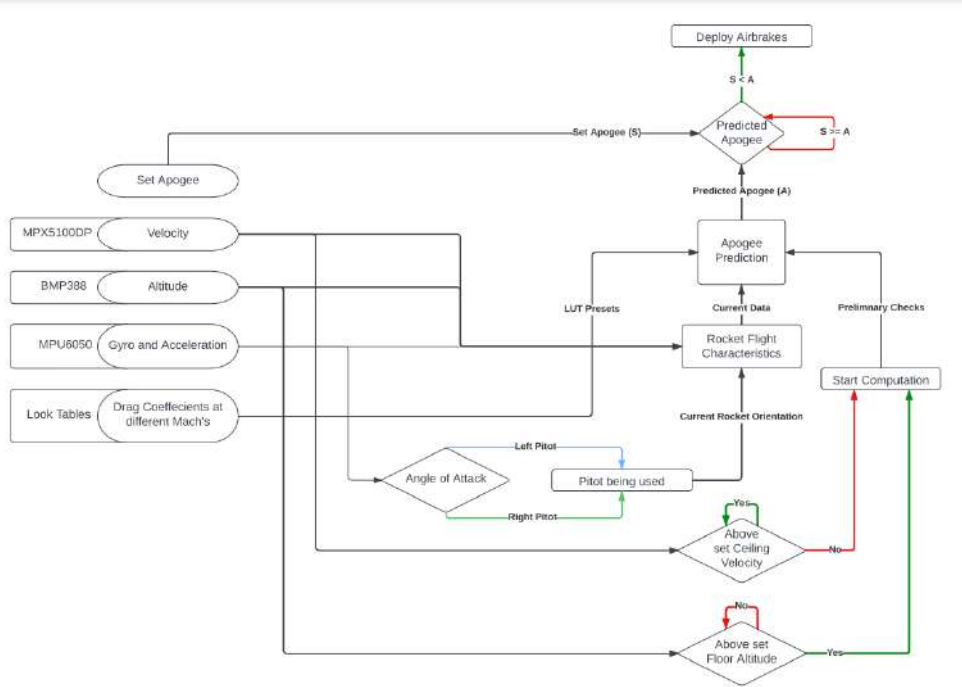 Deploy Airbrakes
S < A
Predicted
Apogee
S >= A
Set Apogee (S)
Set Apogee
Predicted Apogee (A)
MPX5100DP
Velocity
Apogee
Prediction
BMP388
Altitude
LUT Presets
Current Data
Prelimnary Checks
MPU6050
Gyro and Acceleration
Rocket Flight
Characteristics
Start Computation
Look Tables
Drag Coeffecients at
different Mach's
Current Rocket Orientation
Left Pitot
Angle of Attack
Pitot being used
Right Pitot
Yes
Above
set Ceiling
Velocity
No
No
Above set
Floor Altitude
Yes